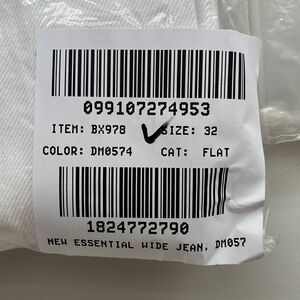 099107274953
ITEM: BX978 SIZE: 32
COLOR: DM0574 CAT: FLAT
1824772790
NEW ESSENTIAL WIDE JEAN, DM057